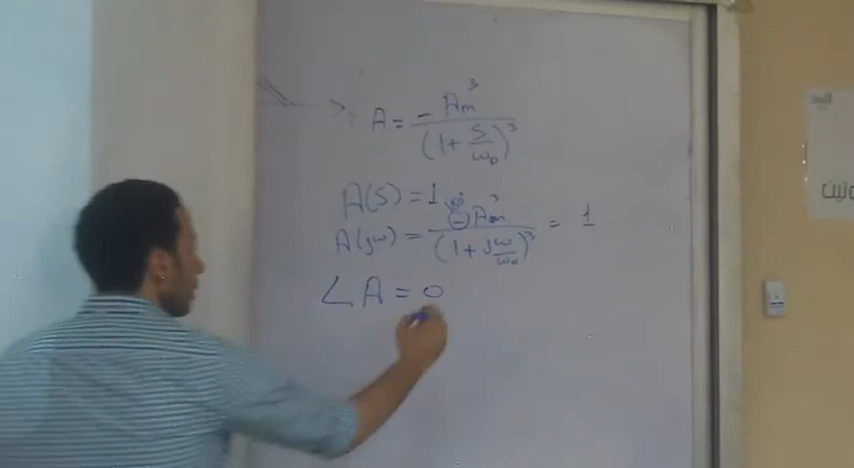 A = -Am³ / (1 + S/ω₀)³
A(S) = 1
A(jω) = -Am³ / (1 + jω/ω₀)³ = 1
∠A = 0